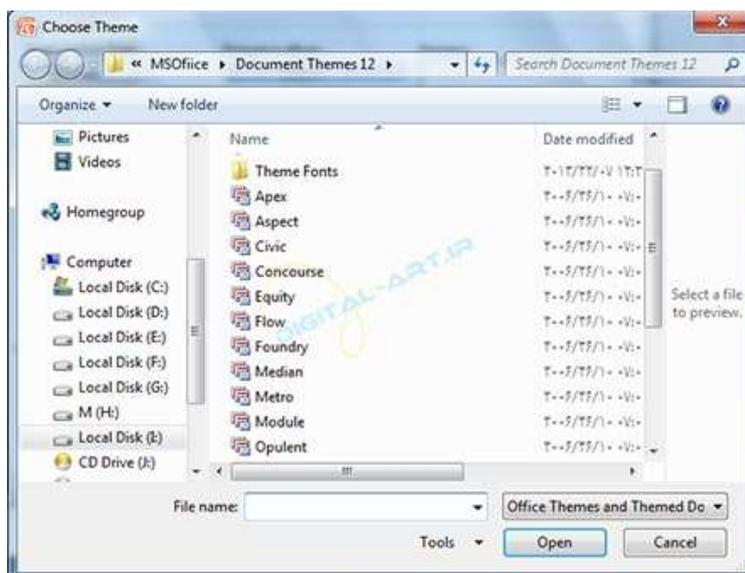 Choose Theme
« MSOfiice ▸ Document Themes 12 ▸ Search Document Themes 12
Organize ▾ New folder
Pictures
Videos
Homegroup
Computer
Local Disk (C:)
Local Disk (D:)
Local Disk (E:)
Local Disk (F:)
Local Disk (G:)
M (H:)
Local Disk (I:)
CD Drive (J:)
Name Date modified
Theme Fonts
Apex
Aspect
Civic
Concourse
Equity
Flow
Foundry
Median
Metro
Module
Opulent
Select a file
to preview.
DIGITAL-ART.IR
File name: Office Themes and Themed Do
Tools Open Cancel